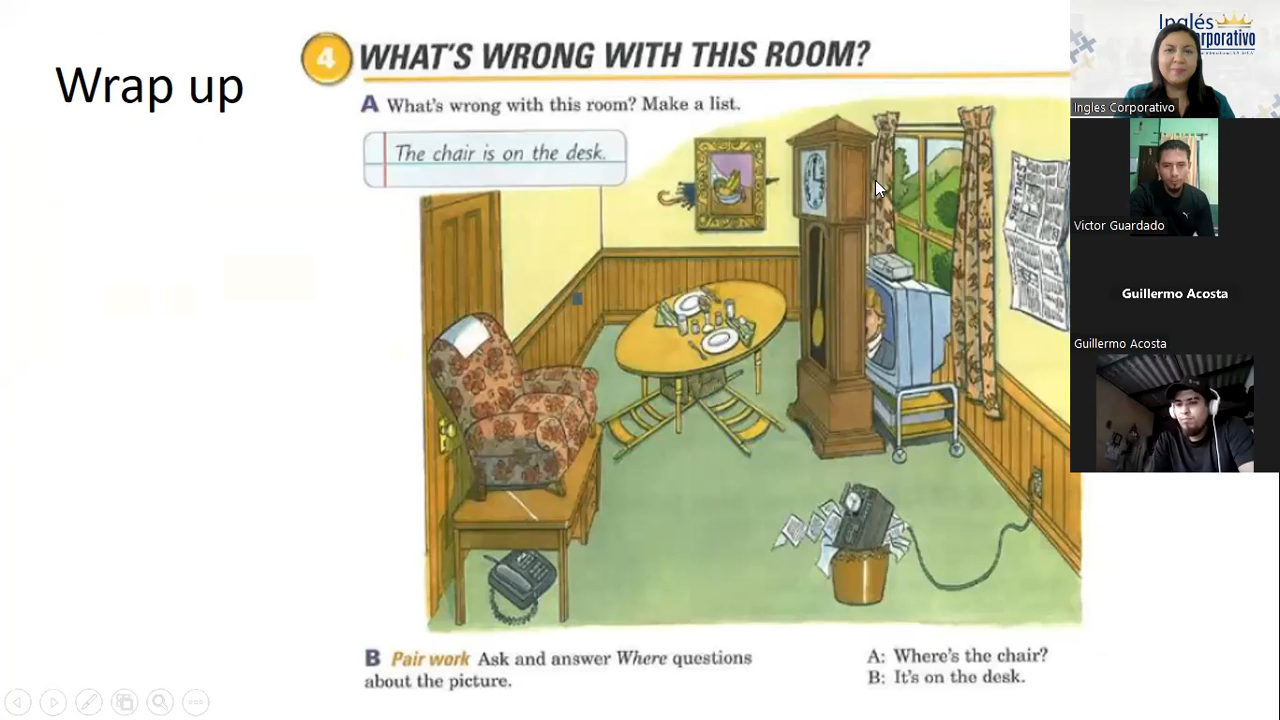 Wrap up
4 WHAT'S WRONG WITH THIS ROOM?
A What's wrong with this room? Make a list.
The chair is on the desk.
B Pair work Ask and answer Where questions
about the picture.
A: Where's the chair?
B: It's on the desk.
Inglés
Corporativo
Ingles Corporativo
Victor Guardado
Guillermo Acosta
Guillermo Acosta